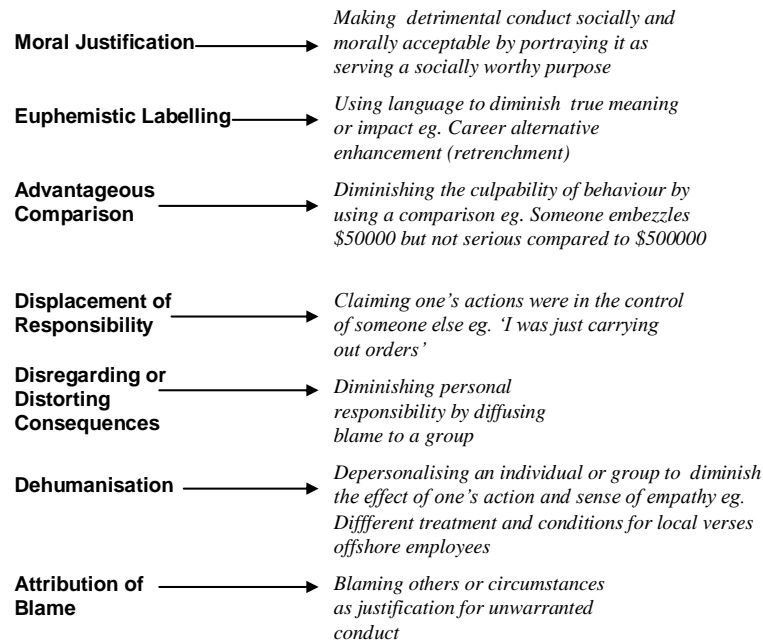 Moral Justification
Making detrimental conduct socially and
morally acceptable by portraying it as
serving a socially worthy purpose
Euphemistic Labelling
Using language to diminish true meaning
or impact eg. Career alternative
enhancement (retrenchment)
Advantageous
Comparison
Diminishing the culpability of behaviour by
using a comparison eg. Someone embezzles
$50000 but not serious compared to $500000
Displacement of
Responsibility
Claiming one’s actions were in the control
of someone else eg. ‘I was just carrying
out orders’
Disregarding or
Distorting
Consequences
Diminishing personal
responsibility by diffusing
blame to a group
Dehumanisation
Depersonalising an individual or group to diminish
the effect of one’s action and sense of empathy eg.
Diffferent treatment and conditions for local verses
offshore employees
Attribution of
Blame
Blaming others or circumstances
as justification for unwarranted
conduct